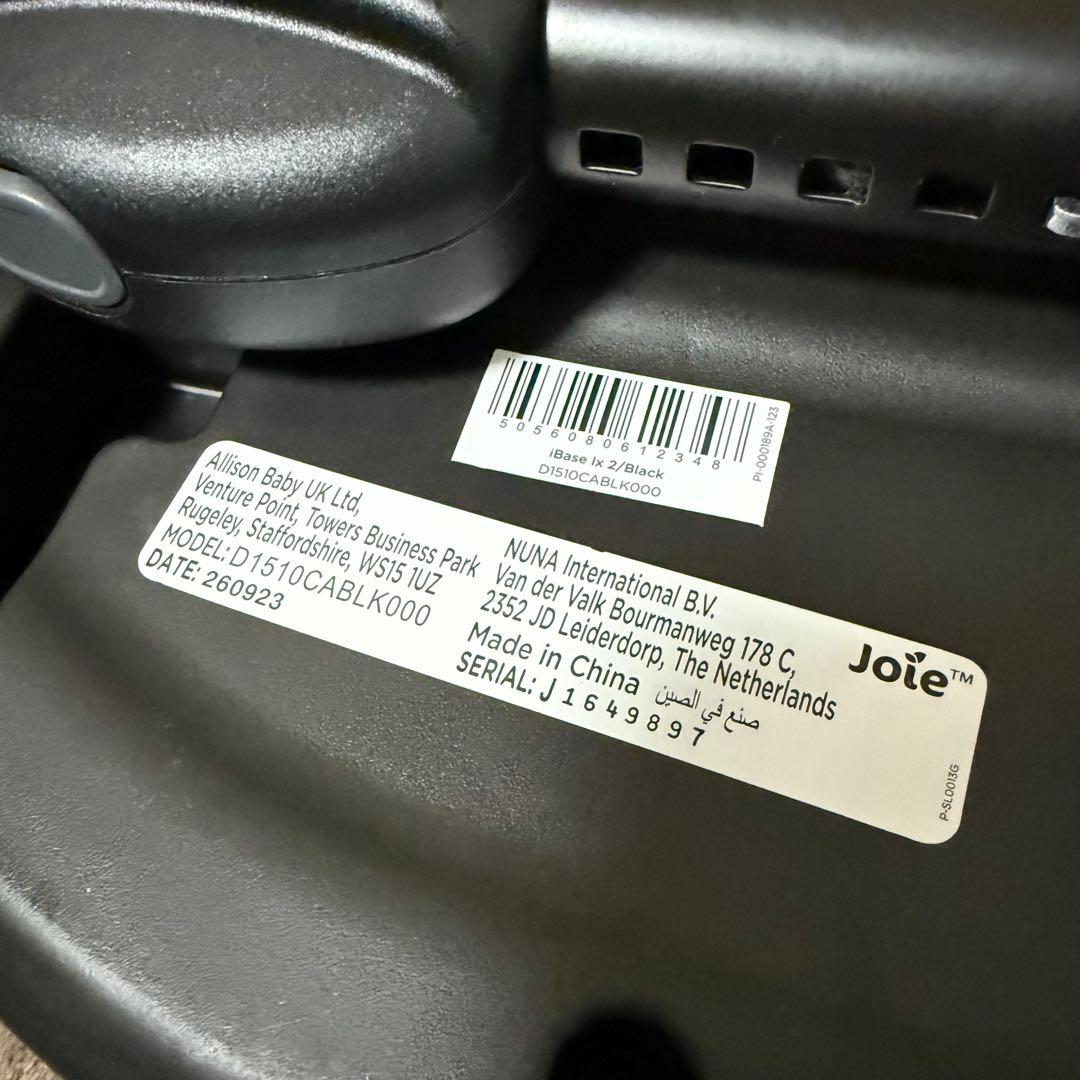 5056080612348
iBase lx 2/Black
D1510CABLK000
PI-000189A-123
Allison Baby UK Ltd,
Venture Point, Towers Business Park
Rugeley, Staffordshire, WS15 1UZ
MODEL: D1510CABLK000
DATE: 260923
NUNA International B.V.
Van der Valk Bourmanweg 178 C,
2352 JD Leiderdorp, The Netherlands
Made in China صنع في الصين
SERIAL: J1649897
Joie™
P-SL0013G